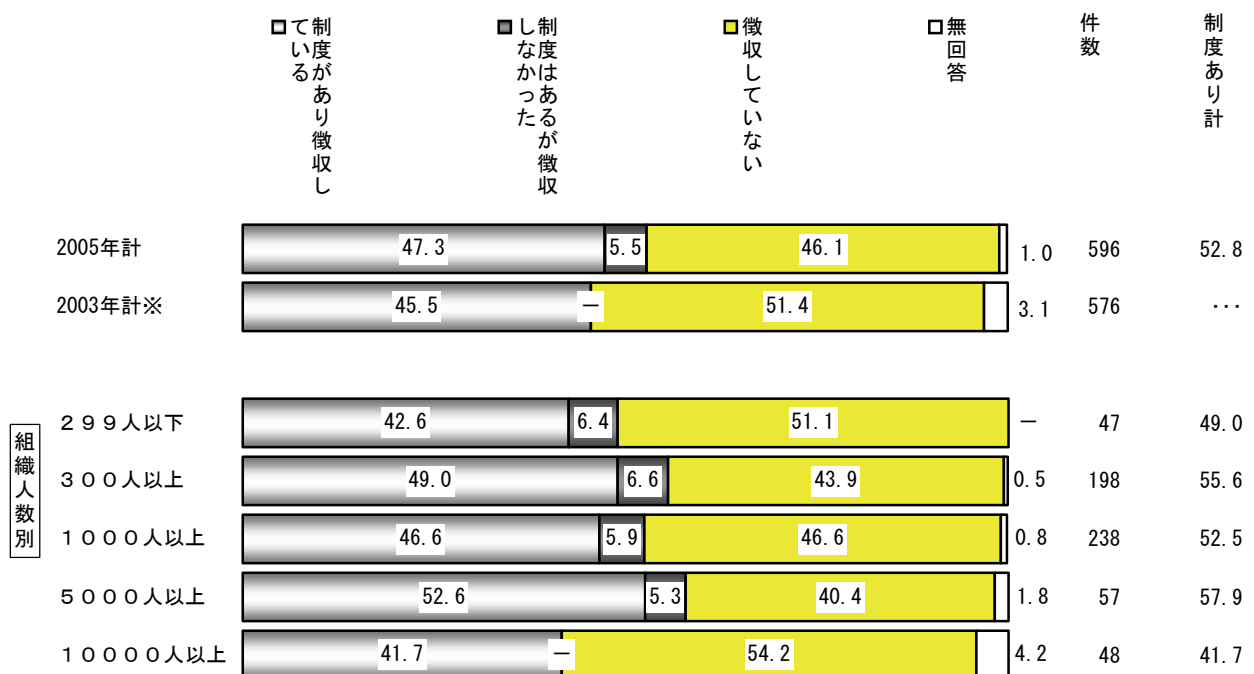 制度があり徴収し
ている
制度はあるが徴収
しなかった
徴収していない
無回答
件数
制度あり計
2005年計 47.3 5.5 46.1 1.0 596 52.8
2003年計※ 45.5 － 51.4 3.1 576 ・・・
組織人数別
２９９人以下 42.6 6.4 51.1 － 47 49.0
３００人以上 49.0 6.6 43.9 0.5 198 55.6
１０００人以上 46.6 5.9 46.6 0.8 238 52.5
５０００人以上 52.6 5.3 40.4 1.8 57 57.9
１００００人以上 41.7 － 54.2 4.2 48 41.7